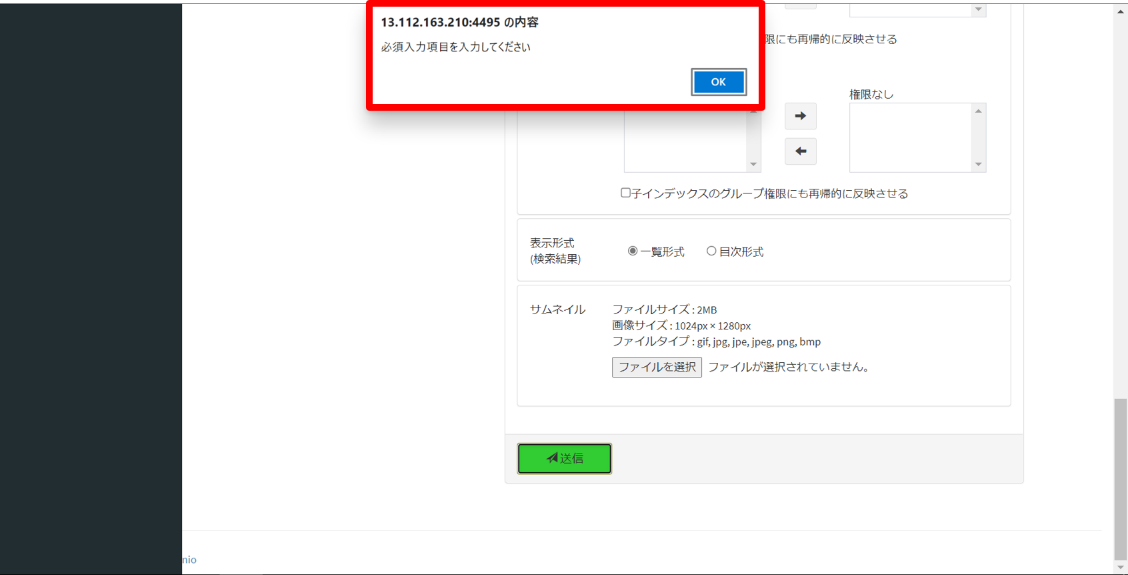 13.112.163.210:4495 の内容
必須入力項目を入力してください
OK
限にも再帰的に反映させる
権限なし
子インデックスのグループ権限にも再帰的に反映させる
表示形式
(検索結果)
一覧形式
目次形式
サムネイル
ファイルサイズ : 2MB
画像サイズ : 1024px × 1280px
ファイルタイプ : gif, jpg, jpe, jpeg, png, bmp
ファイルを選択 ファイルが選択されていません。
送信
nio